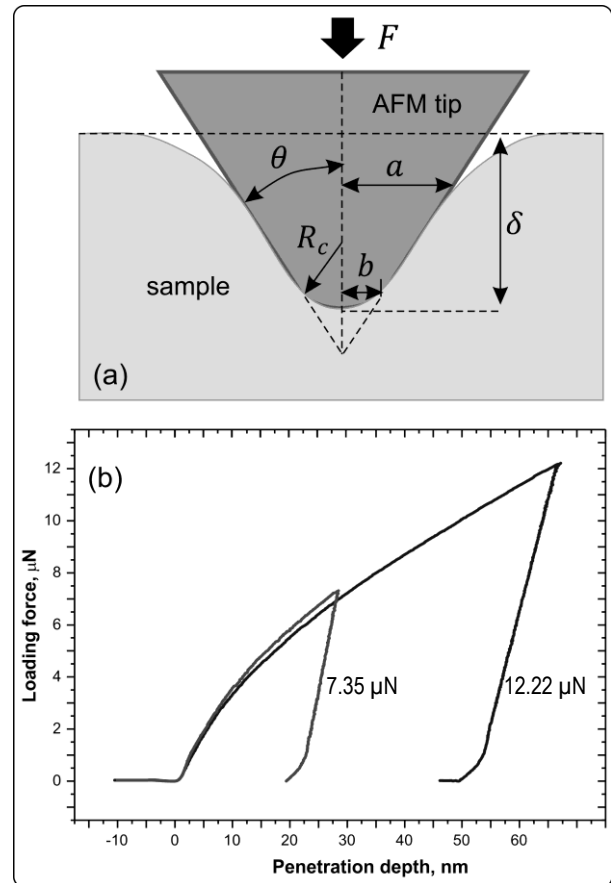 F
AFM tip
θ
a
δ
R_c
b
sample
(a)
(b)
Loading force, µN
12
10
8
6
4
2
0
7.35 µN
12.22 µN
-10 0 10 20 30 40 50 60
Penetration depth, nm